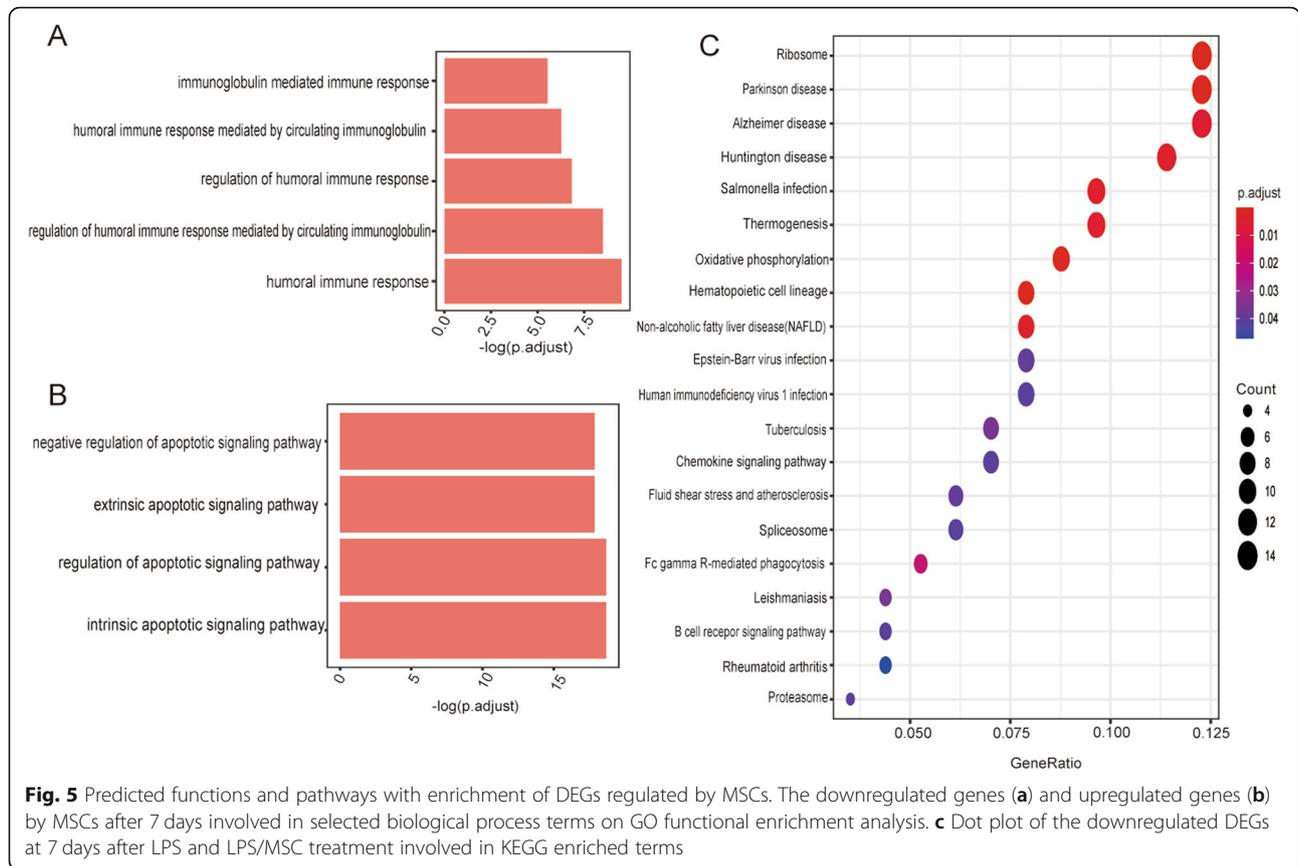 A
immunoglobulin mediated immune response
humoral immune response mediated by circulating immunoglobulin
regulation of humoral immune response
regulation of humoral immune response mediated by circulating immunoglobulin
humoral immune response
0.0 2.5 5.0 7.5
-log(p.adjust)
B
negative regulation of apoptotic signaling pathway
extrinsic apoptotic signaling pathway
regulation of apoptotic signaling pathway
intrinsic apoptotic signaling pathway
0 5 10 15
-log(p.adjust)
C
Ribosome
Parkinson disease
Alzheimer disease
Huntington disease
Salmonella infection
Thermogenesis
Oxidative phosphorylation
Hematopoietic cell lineage
Non-alcoholic fatty liver disease(NAFLD)
Epstein-Barr virus infection
Human immunodeficiency virus 1 infection
Tuberculosis
Chemokine signaling pathway
Fluid shear stress and atherosclerosis
Spliceosome
Fc gamma R-mediated phagocytosis
Leishmaniasis
B cell recepor signaling pathway
Rheumatoid arthritis
Proteasome
0.050 0.075 0.100 0.125
GeneRatio
p.adjust
0.01
0.02
0.03
0.04
Count
4
6
8
10
12
14
Fig. 5 Predicted functions and pathways with enrichment of DEGs regulated by MSCs. The downregulated genes (a) and upregulated genes (b)
by MSCs after 7 days involved in selected biological process terms on GO functional enrichment analysis. c Dot plot of the downregulated DEGs
at 7 days after LPS and LPS/MSC treatment involved in KEGG enriched terms